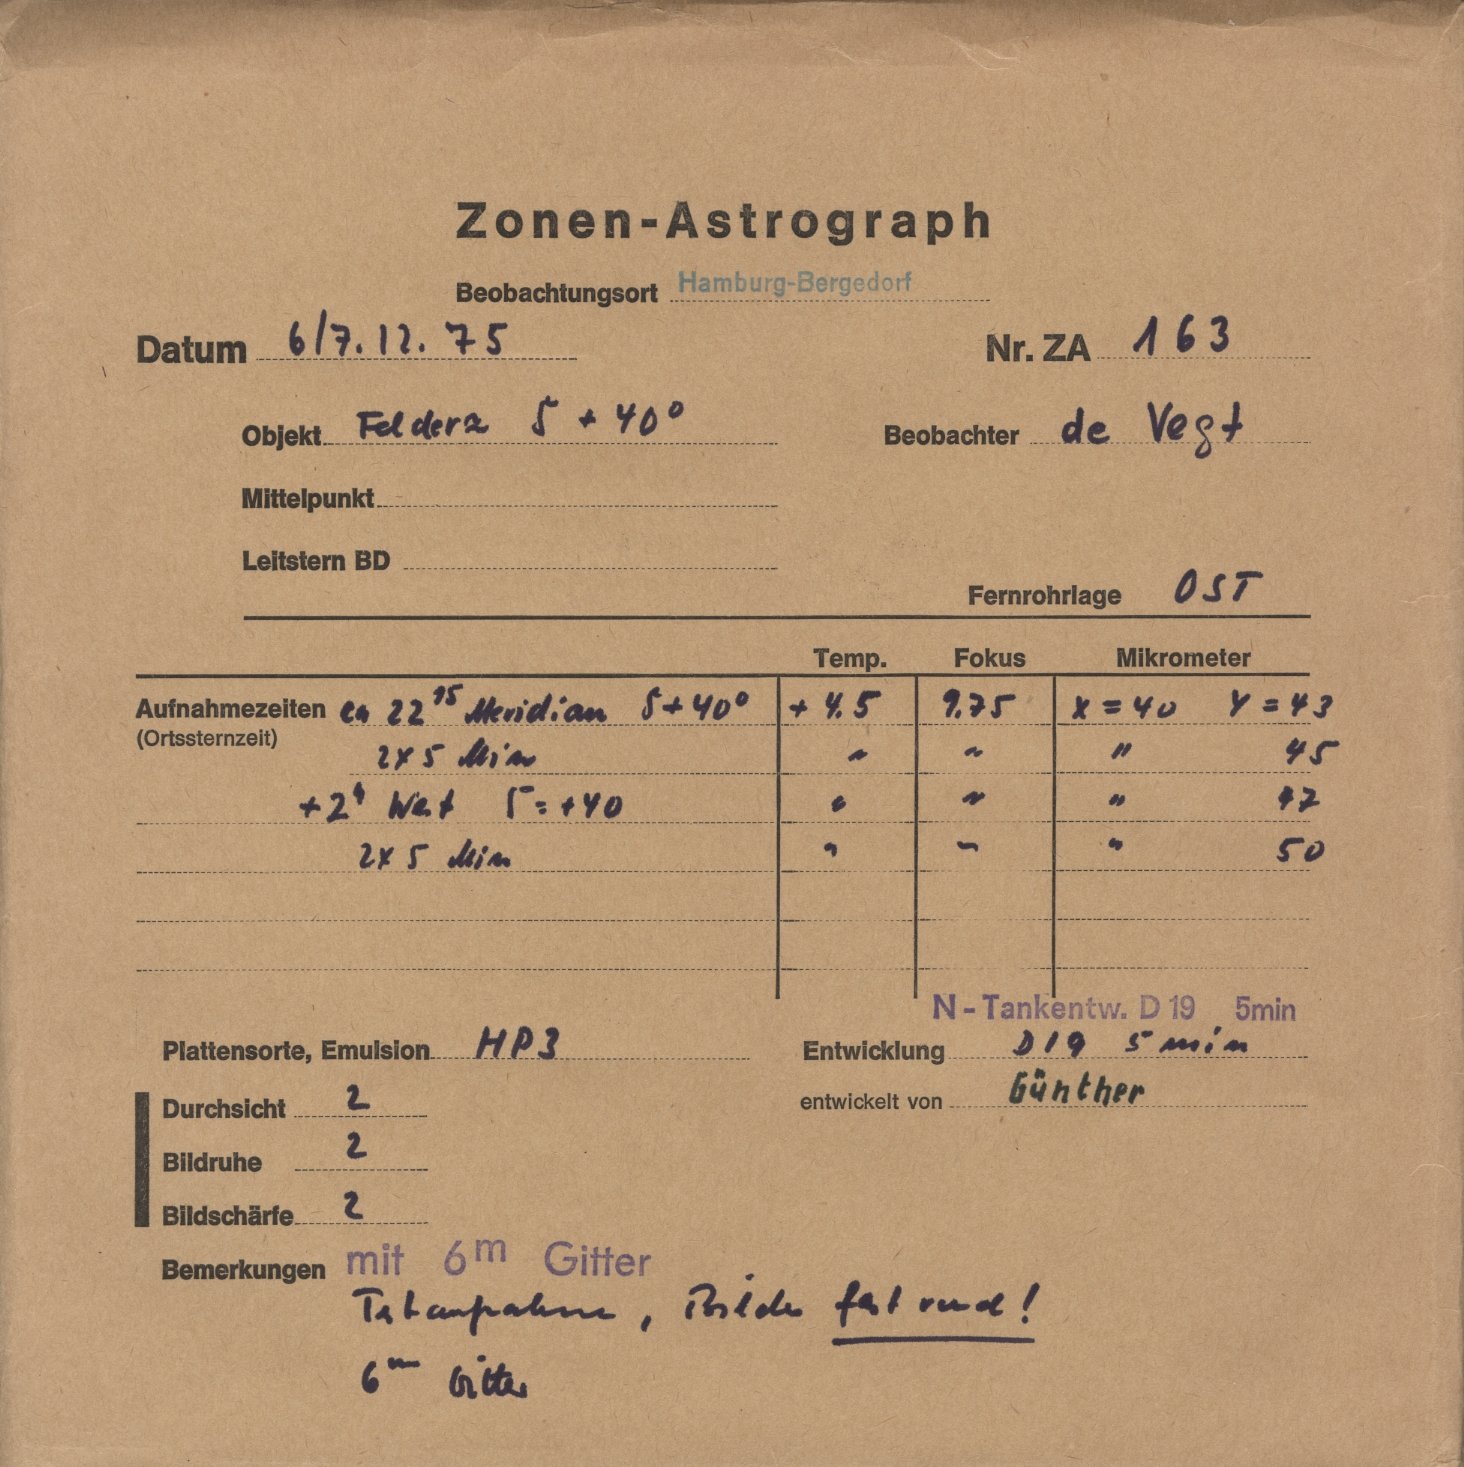 Zonen-Astrograph
Beobachtungsort Hamburg-Bergedorf
Datum 6/7.12.75 Nr. ZA 163
Objekt Felder δ + 40° Beobachter de Vegt
Mittelpunkt
Leitstern BD
Fernrohrlage OST
Temp. Fokus Mikrometer
Aufnahmezeiten ca 22 15 Meridian δ + 40° + 4.5 9.75 X = 40 Y = 43
(Ortssternzeit)
2 x 5 Min " " " 45
+ 2h West δ = +40 " " " 47
2 x 5 Min " " " 50
N - Tankentw. D 19 5min
Plattensorte, Emulsion HP3 Entwicklung D19 5 min
Durchsicht 2 entwickelt von Günther
Bildruhe 2
Bildschärfe 2
Bemerkungen mit 6m Gitter
Testaufnahme, Bilder fast rund!
6m Gitter